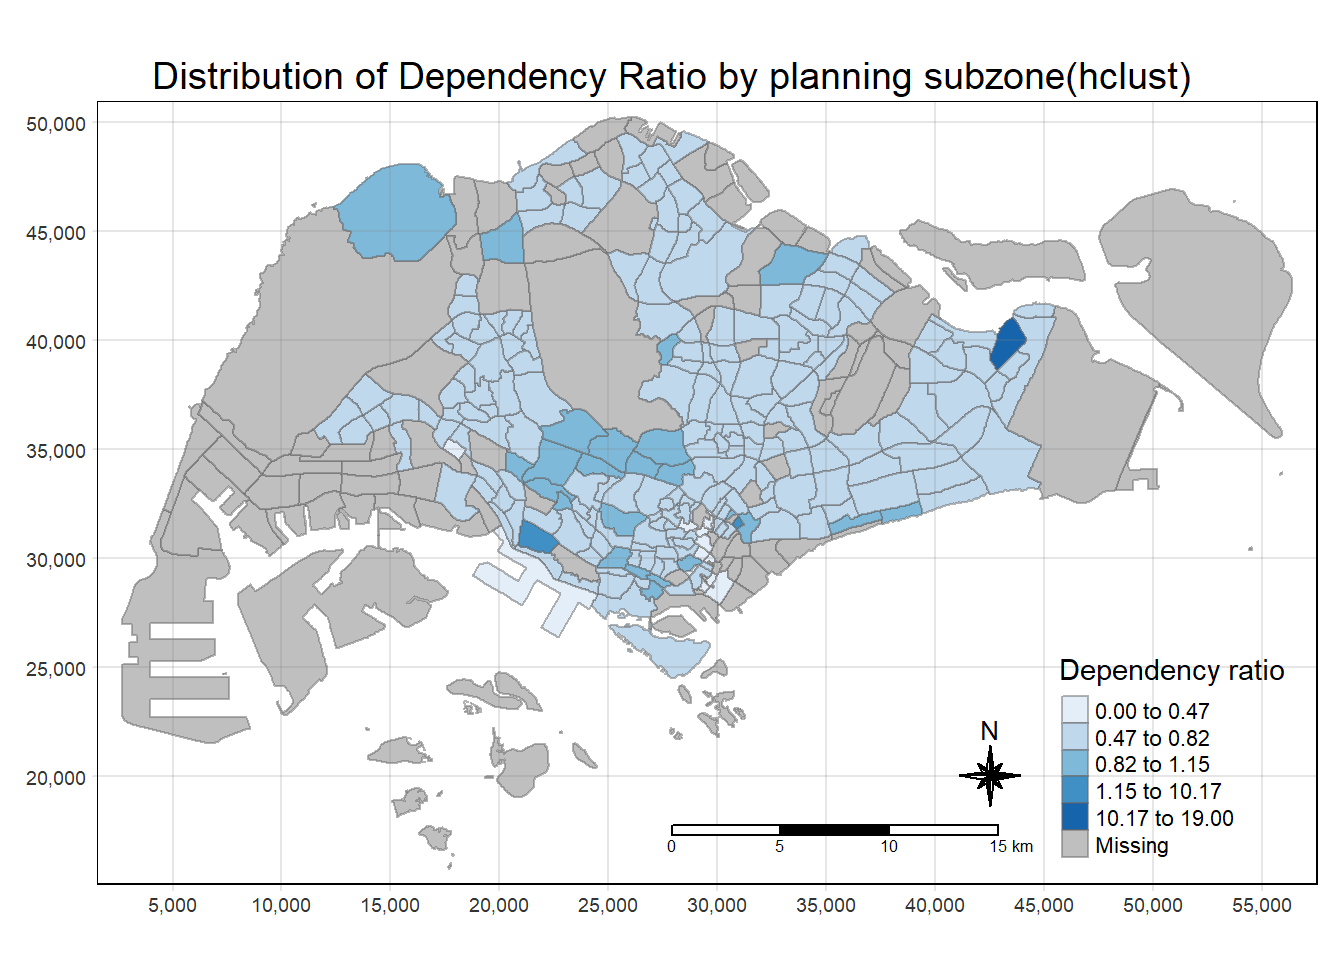 Distribution of Dependency Ratio by planning subzone(hclust)
50,000
45,000
40,000
35,000
30,000
25,000
20,000
Dependency ratio
0.00 to 0.47
0.47 to 0.82
0.82 to 1.15
1.15 to 10.17
10.17 to 19.00
Missing
N
0 5 10 15 km
5,000 10,000 15,000 20,000 25,000 30,000 35,000 40,000 45,000 50,000 55,000